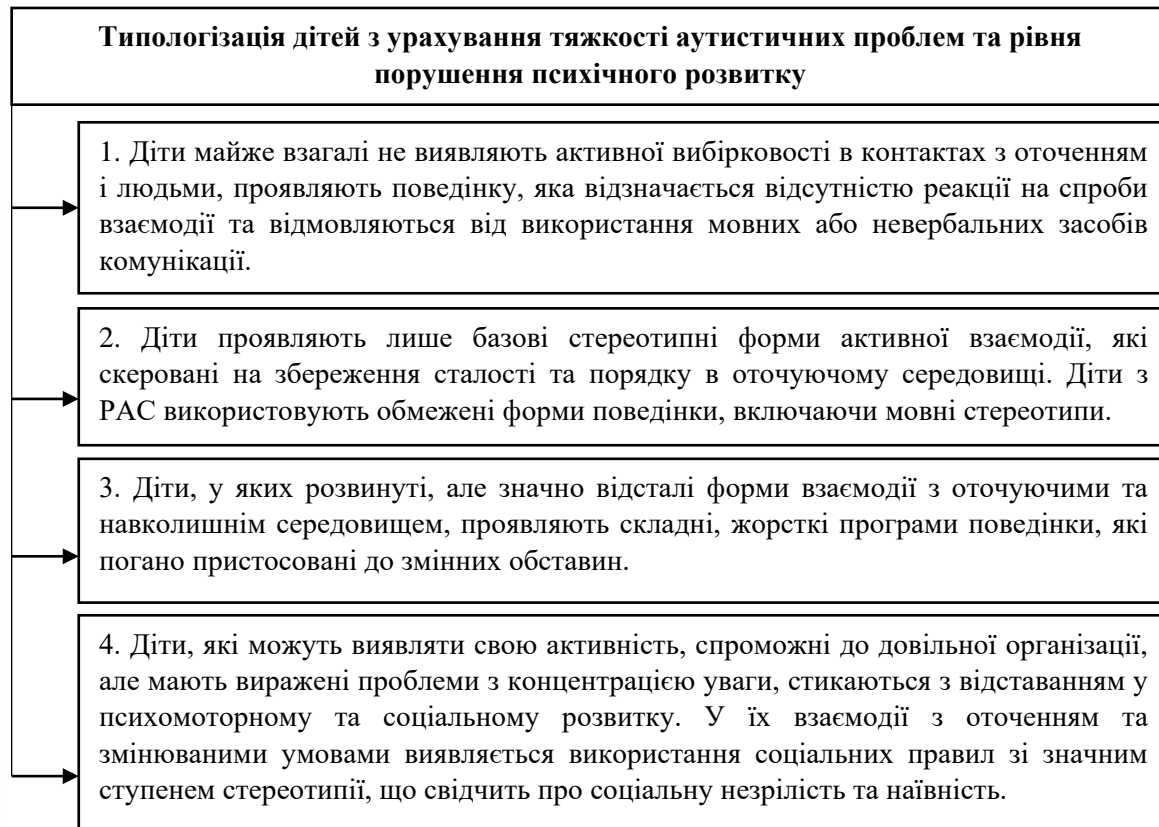 Типологізація дітей з урахування тяжкості аутистичних проблем та рівня
порушення психічного розвитку
1. Діти майже взагалі не виявляють активної вибірковості в контактах з оточенням
і людьми, проявляють поведінку, яка відзначається відсутністю реакції на спроби
взаємодії та відмовляються від використання мовних або невербальних засобів
комунікації.
2. Діти проявляють лише базові стереотипні форми активної взаємодії, які
скеровані на збереження сталості та порядку в оточуючому середовищі. Діти з
РАС використовують обмежені форми поведінки, включаючи мовні стереотипи.
3. Діти, у яких розвинуті, але значно відсталі форми взаємодії з оточуючими та
навколишнім середовищем, проявляють складні, жорсткі програми поведінки, які
погано пристосовані до змінних обставин.
4. Діти, які можуть виявляти свою активність, спроможні до довільної організації,
але мають виражені проблеми з концентрацією уваги, стикаються з відставанням у
психомоторному та соціальному розвитку. У їх взаємодії з оточенням та
змінюваними умовами виявляється використання соціальних правил зі значним
ступенем стереотипії, що свідчить про соціальну незрілість та наївність.